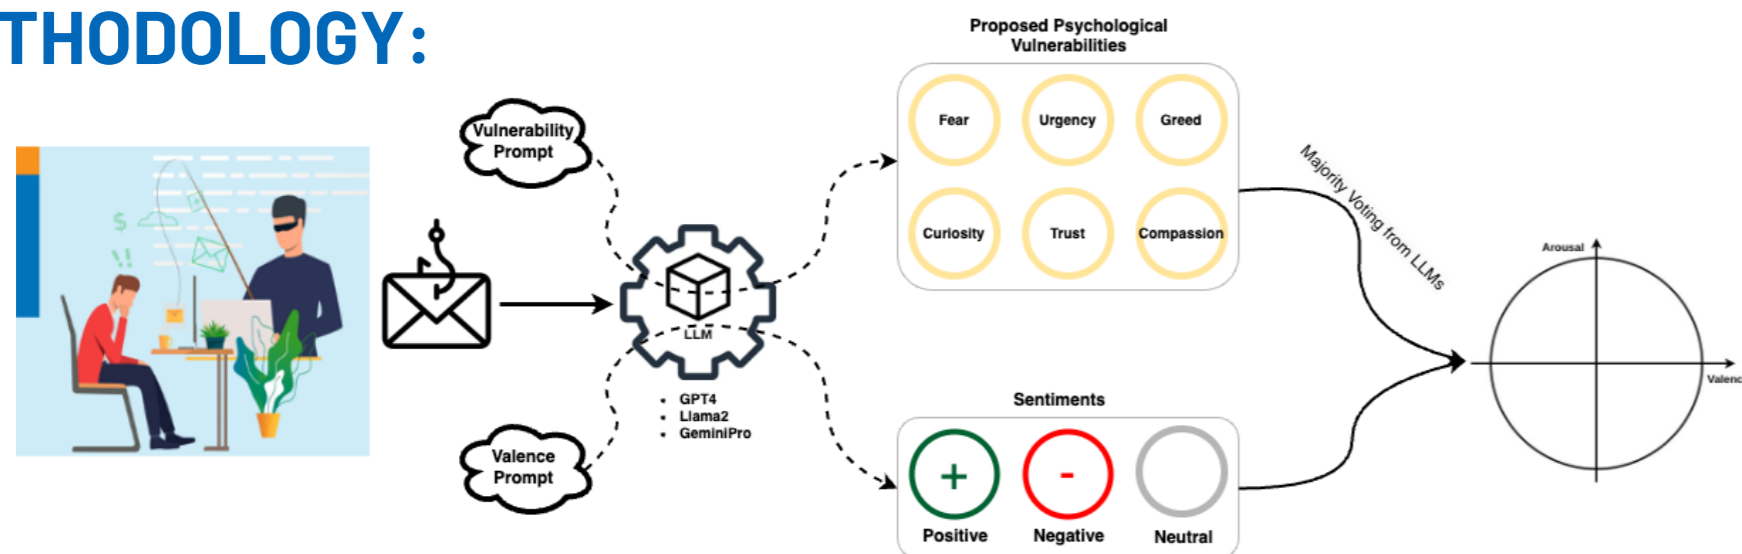 THODOLOGY:
Proposed Psychological
Vulnerabilities
Vulnerability
Prompt
Fear
Urgency
Greed
Curiosity
Trust
Compassion
Majority Voting from LLMs
$
!!
LLM
• GPT4
• Llama2
• GeminiPro
Valence
Prompt
Sentiments
+
-
Positive
Negative
Neutral
Arousal
Valenc